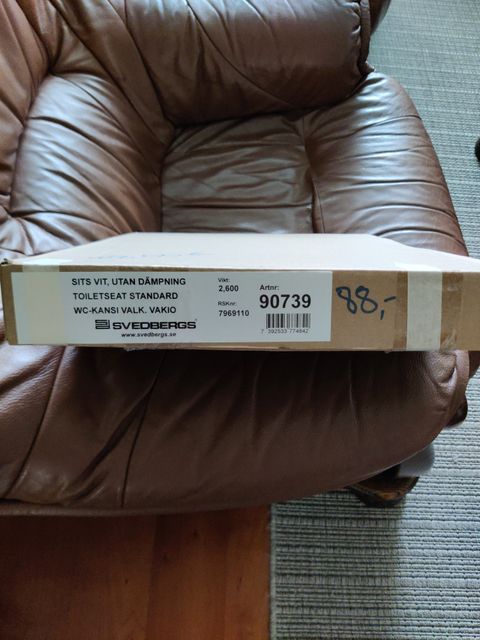 SITS VIT, UTAN DÄMPNING
TOILETSEAT STANDARD
WC-KANSI VALK. VAKIO
SVEDBERGS
www.svedbergs.se
Vikt:
2,600
RSKnr:
7969110
Artnr:
90739
7 392533 774642
88,-